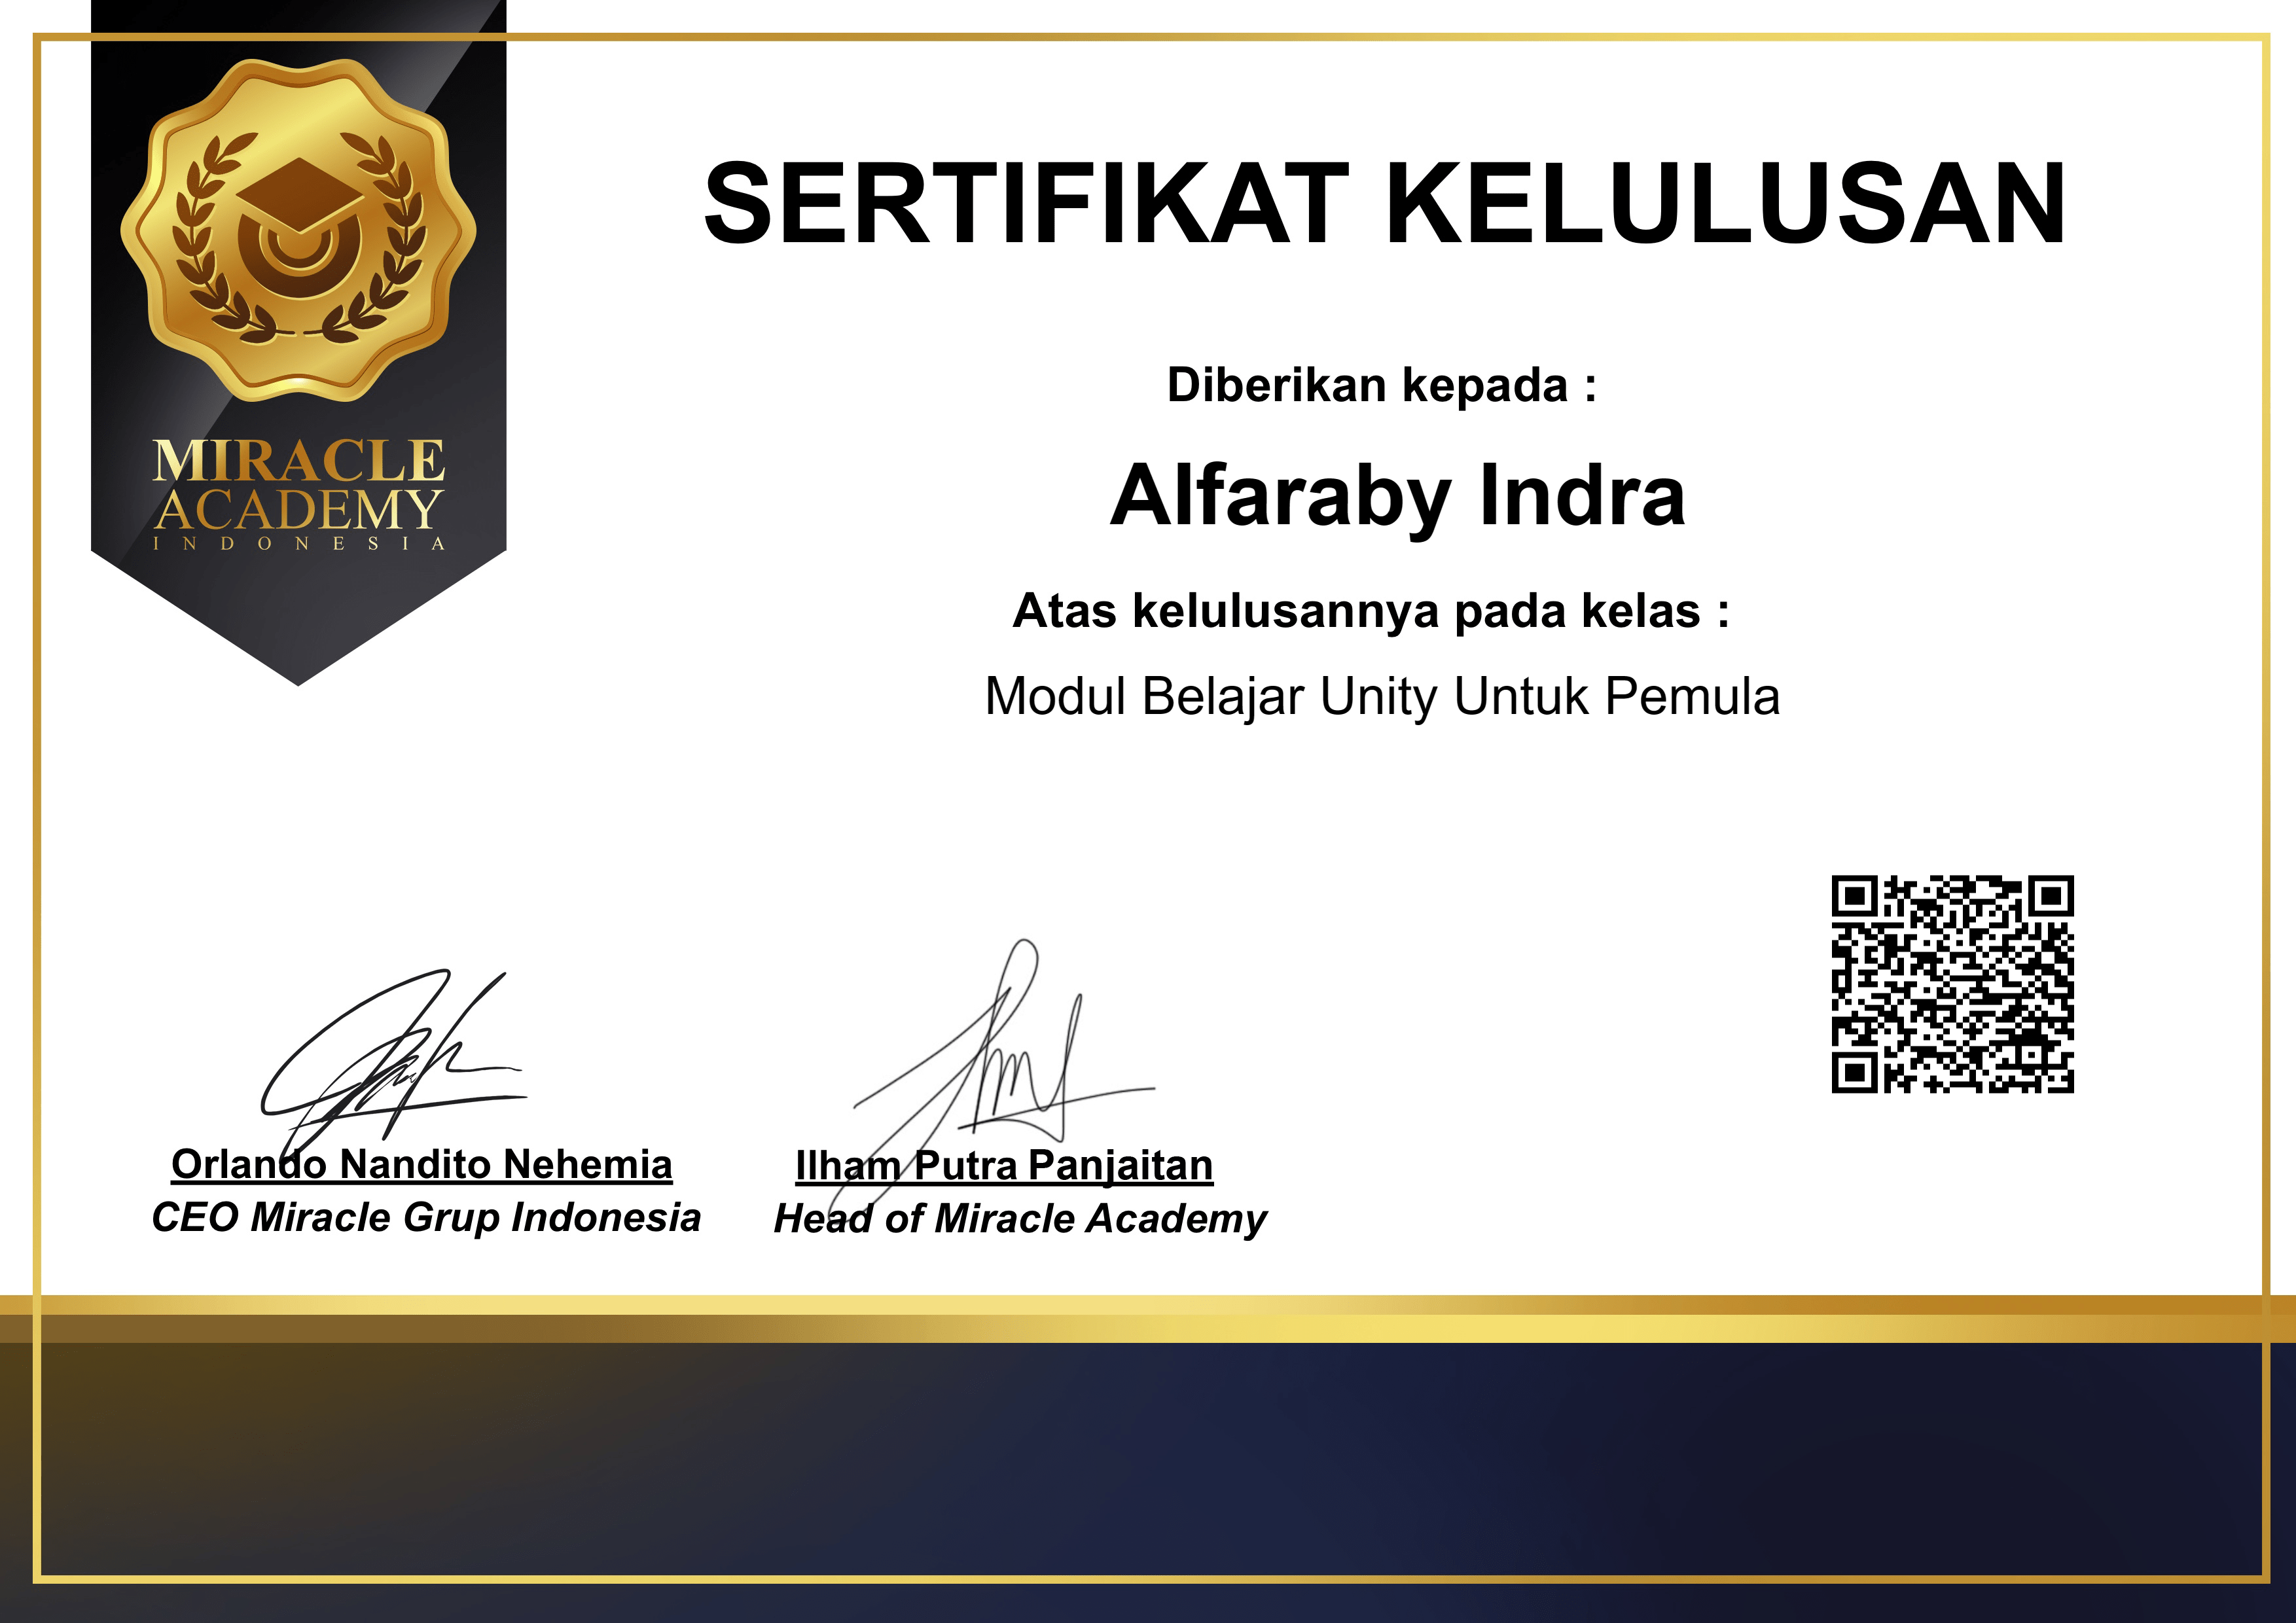 MIRACLE
ACADEMY
INDONESIA
SERTIFIKAT KELULUSAN
Diberikan kepada :
Alfaraby Indra
Atas kelulusannya pada kelas :
Modul Belajar Unity Untuk Pemula
Orlando Nandito Nehemia
CEO Miracle Grup Indonesia
Ilham Putra Panjaitan
Head of Miracle Academy